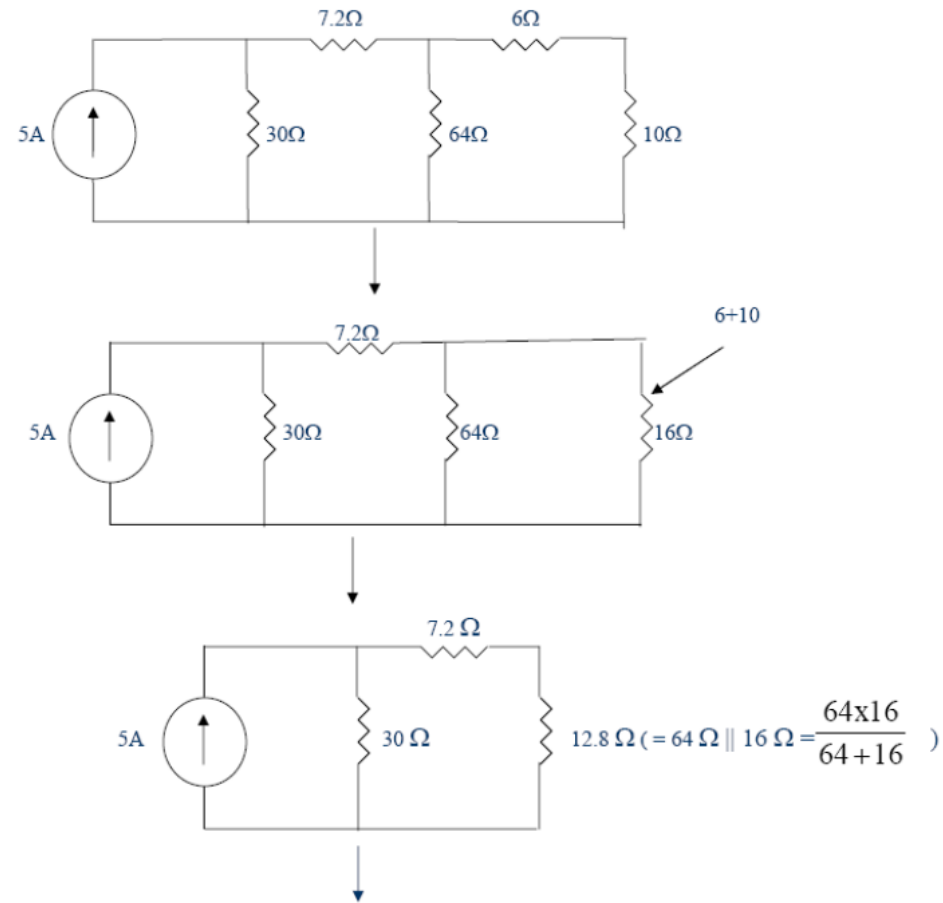 7.2Ω 6Ω
5A 30Ω 64Ω 10Ω
6+10
7.2Ω
5A 30Ω 64Ω 16Ω
7.2 Ω
5A 30 Ω 12.8 Ω ( = 64 Ω || 16 Ω = 64x16 / 64+16 )